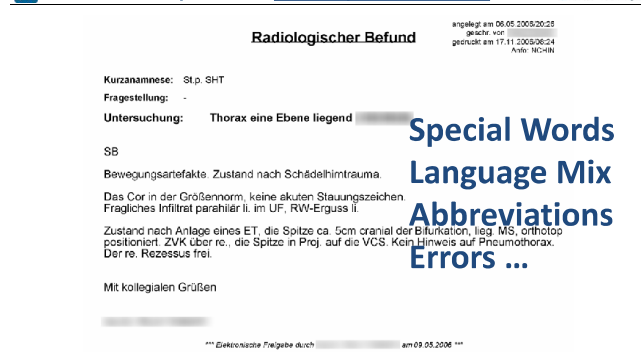 angelegt am 06.05.2006/20:26
geschr. von
gedruckt am 17.11.2006/06:24
Anfo: NCHIN
Radiologischer Befund
Kurzanamnese: St.p. SHT
Fragestellung: -
Untersuchung: Thorax eine Ebene liegend
SB
Bewegungsartefakte. Zustand nach Schädelhirntrauma.
Das Cor in der Größennorm, keine akuten Stauungszeichen.
Fragliches Infiltrat parahilär li. im UF, RW-Erguss li.
Zustand nach Anlage eines ET, die Spitze ca. 5cm cranial der Bifurkation, lieg. MS, orthotop
positioniert. ZVK über re., die Spitze in Proj. auf die VCS. Kein Hinweis auf Pneumothorax.
Der re. Rezessus frei.
Mit kollegialen Grüßen
*** Elektronische Freigabe durch am 09.05.2006 ***
Special Words
Language Mix
Abbreviations
Errors ...